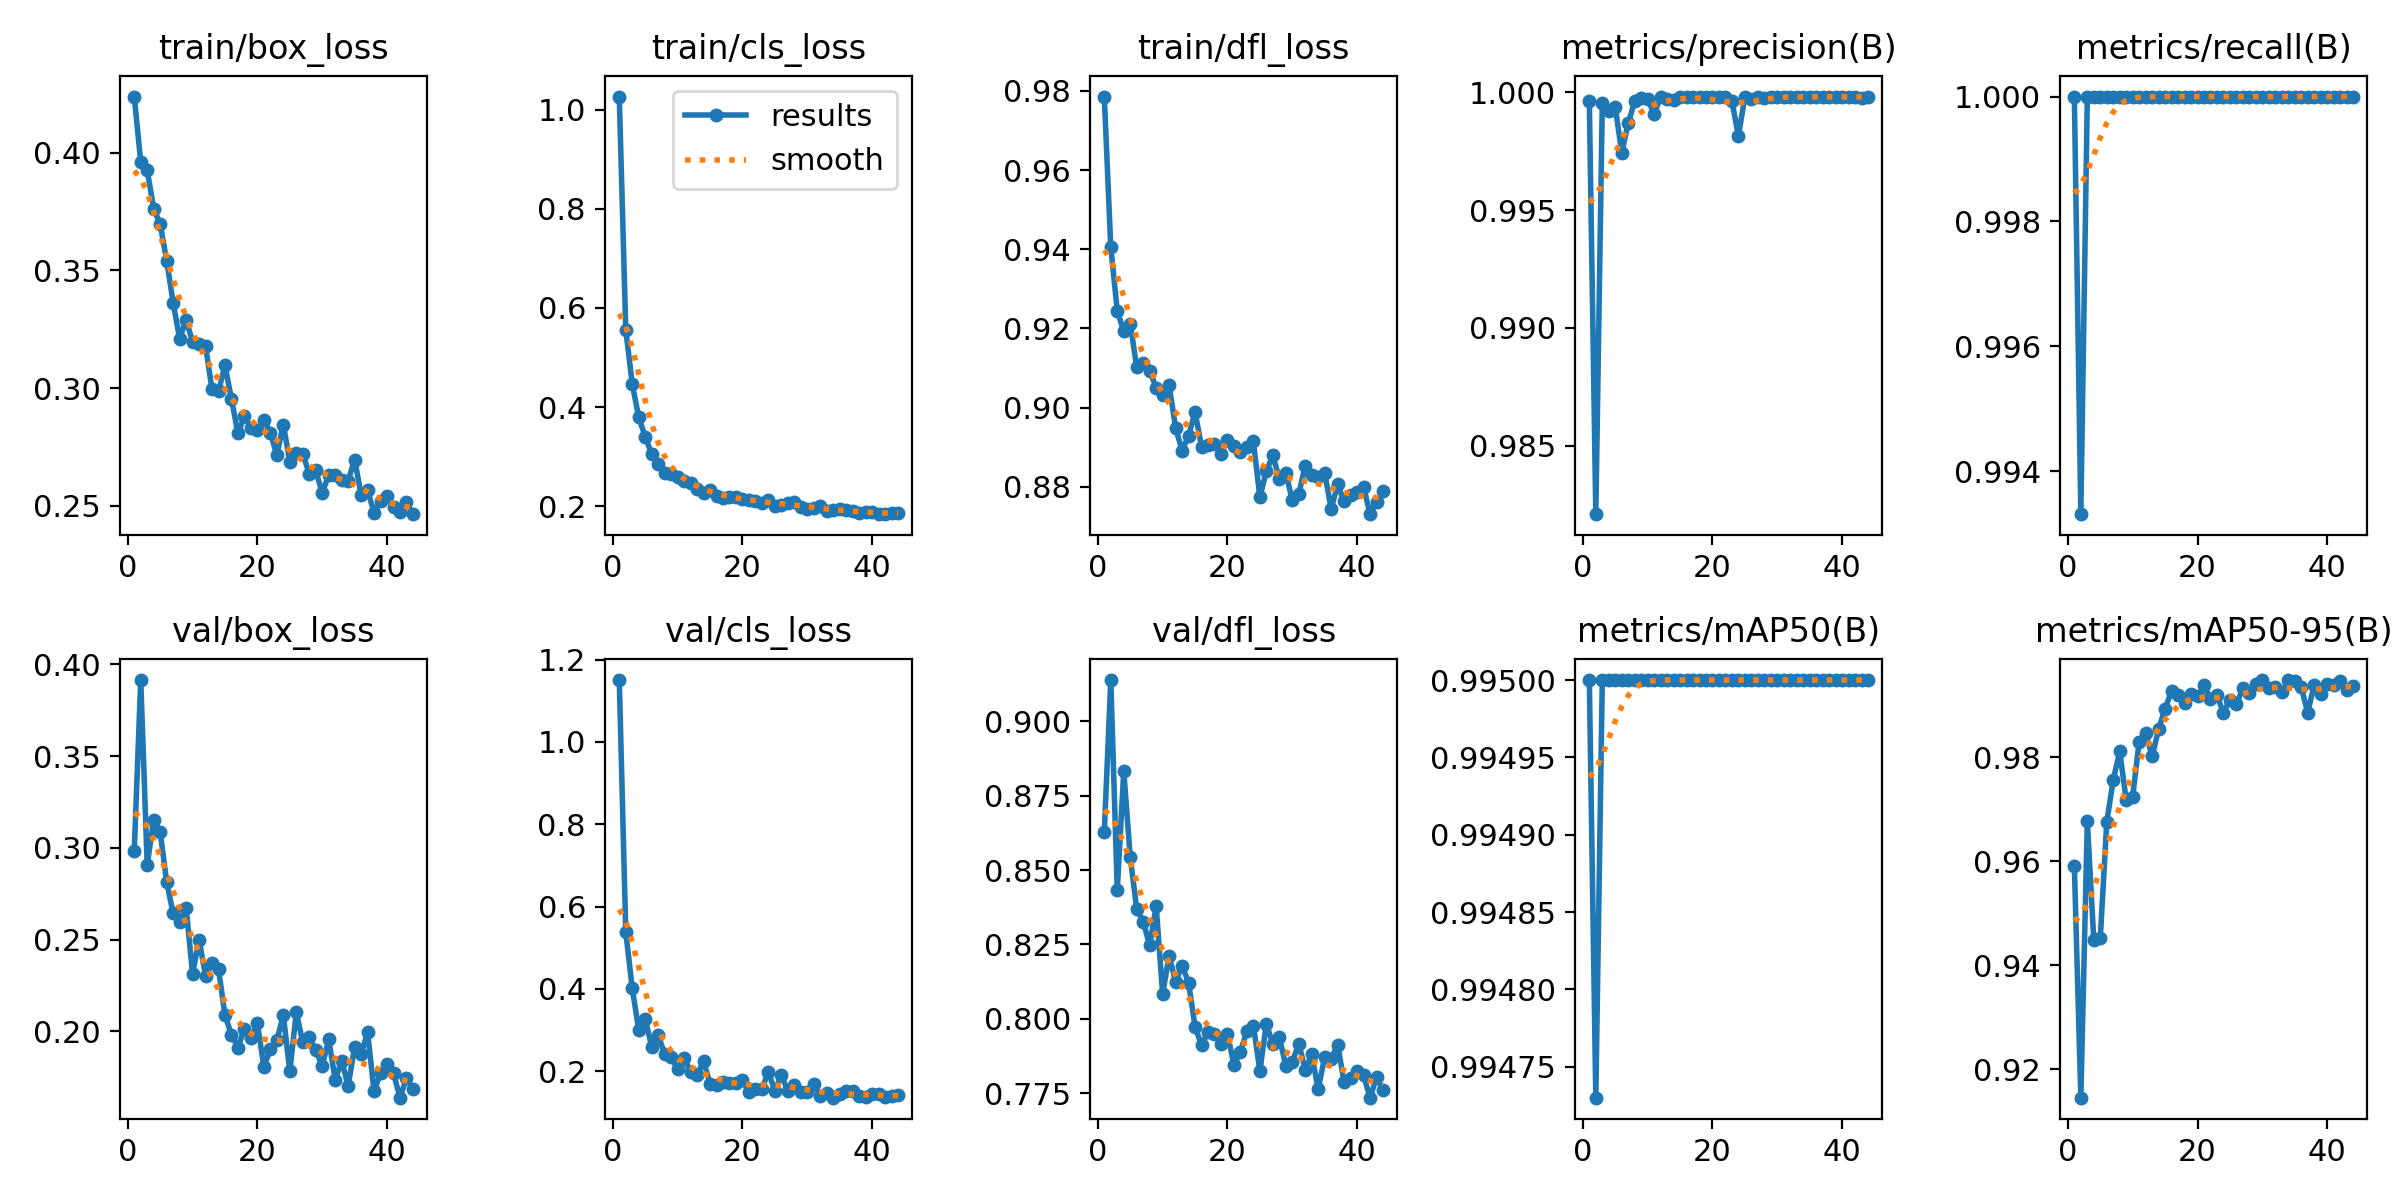 train/box_loss
0.40
0.35
0.30
0.25
0 20 40
train/cls_loss
results
smooth
1.0
0.8
0.6
0.4
0.2
0 20 40
train/dfl_loss
0.98
0.96
0.94
0.92
0.90
0.88
0 20 40
metrics/precision(B)
1.000
0.995
0.990
0.985
0 20 40
metrics/recall(B)
1.000
0.998
0.996
0.994
0 20 40
val/box_loss
0.40
0.35
0.30
0.25
0.20
0 20 40
val/cls_loss
1.2
1.0
0.8
0.6
0.4
0.2
0 20 40
val/dfl_loss
0.900
0.875
0.850
0.825
0.800
0.775
0 20 40
metrics/mAP50(B)
0.99500
0.99495
0.99490
0.99485
0.99480
0.99475
0 20 40
metrics/mAP50-95(B)
0.98
0.96
0.94
0.92
0 20 40